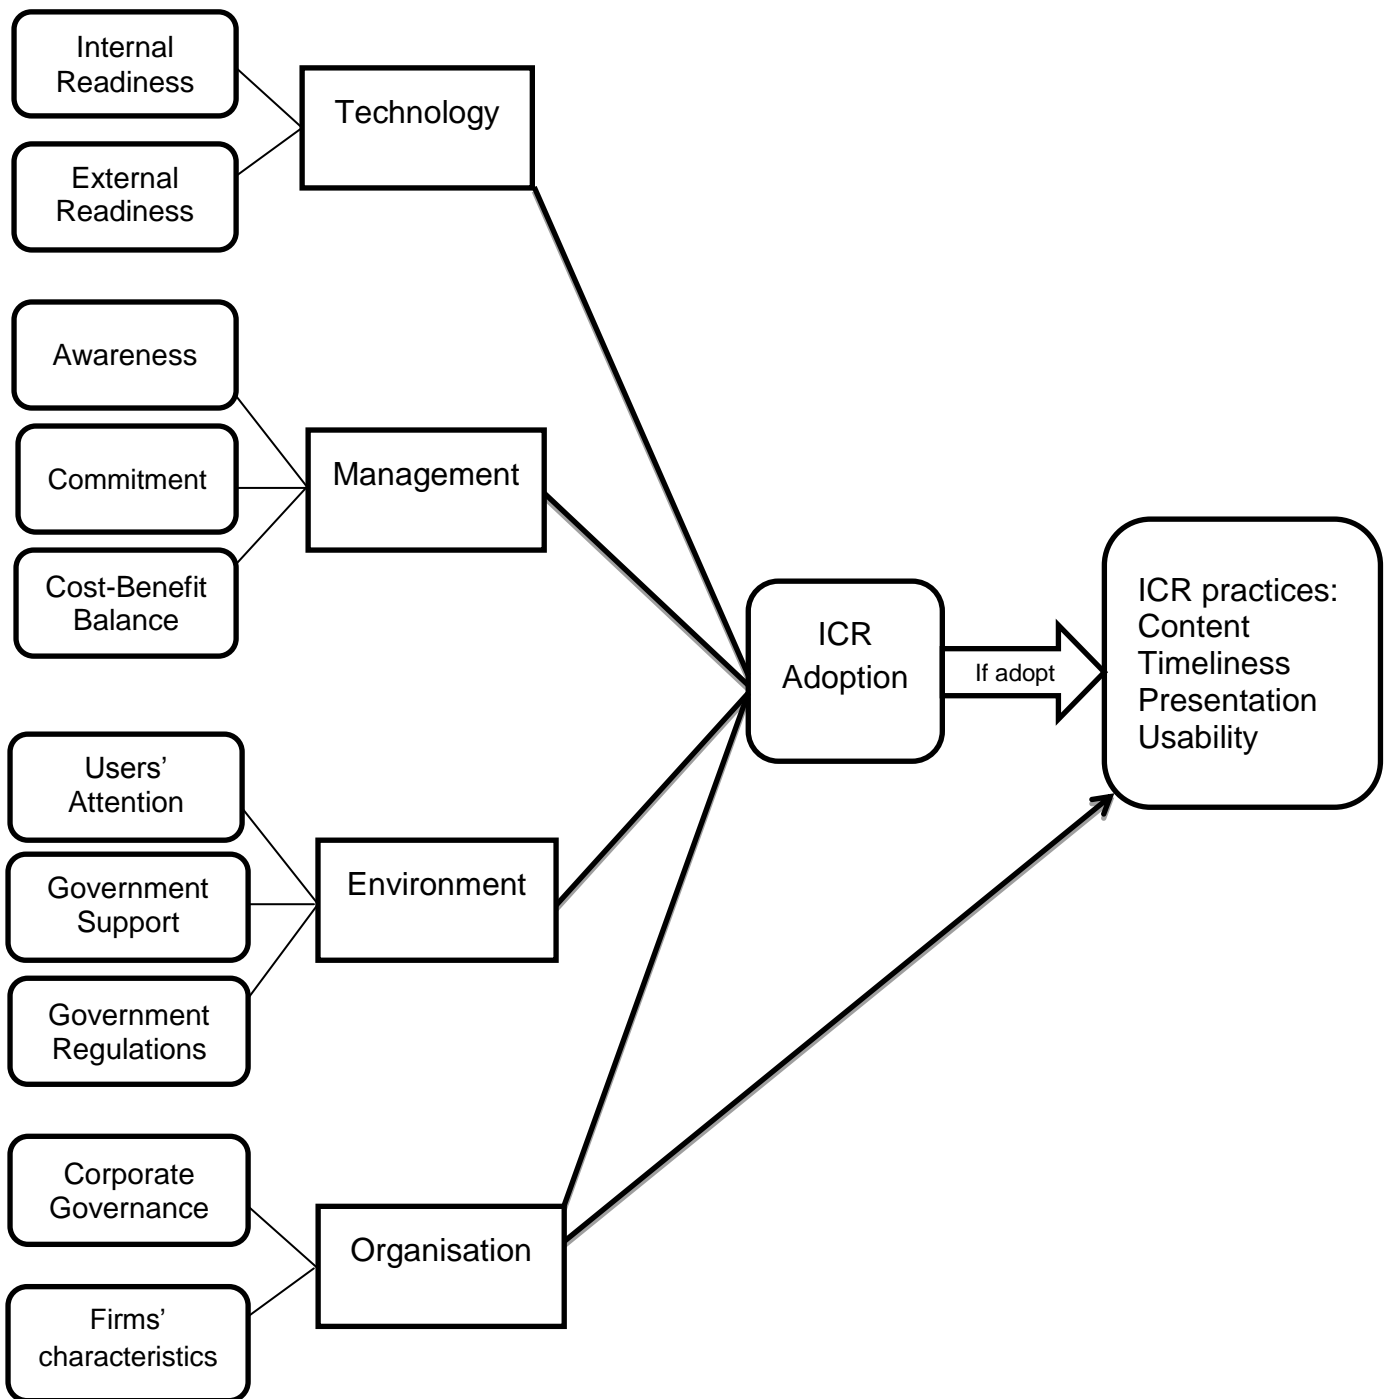 Internal
Readiness
Technology
External
Readiness
Awareness
Management
Commitment
Cost-Benefit
Balance
ICR
Adoption
If adopt
ICR practices:
Content
Timeliness
Presentation
Usability
Users’
Attention
Environment
Government
Support
Government
Regulations
Corporate
Governance
Organisation
Firms’
characteristics